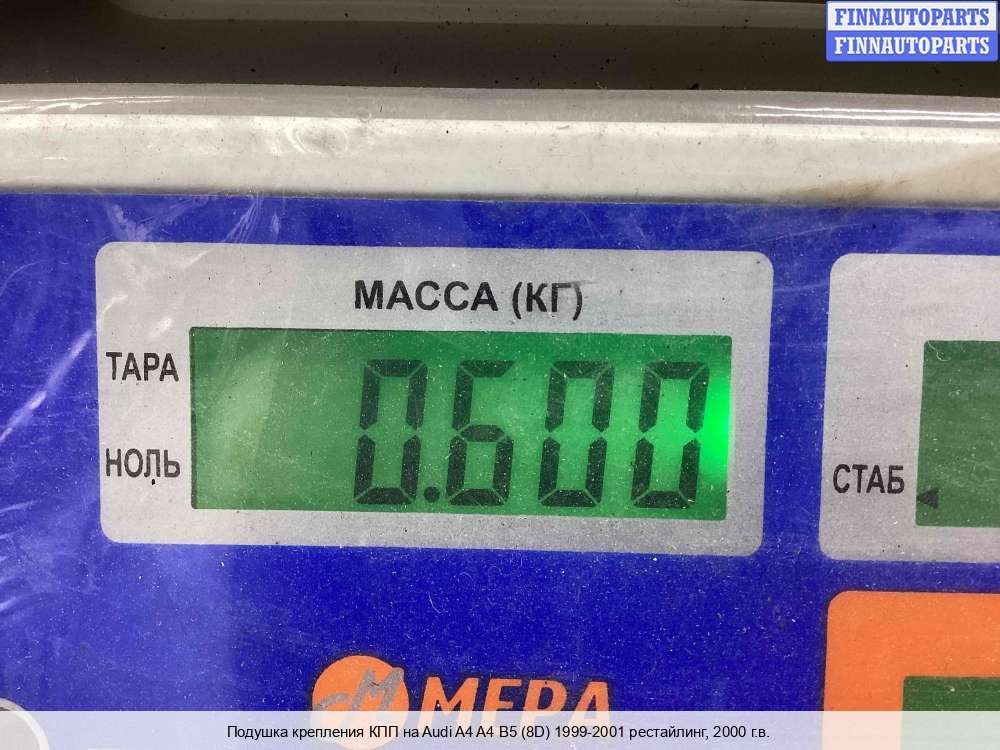 FINNAUTOPARTS
FINNAUTOPARTS
МАССА (КГ)
ТАРА
0.600
НОЛЬ
СТАБ
МЕРА
Подушка крепления КПП на Audi A4 A4 B5 (8D) 1999-2001 рестайлинг, 2000 г.в.